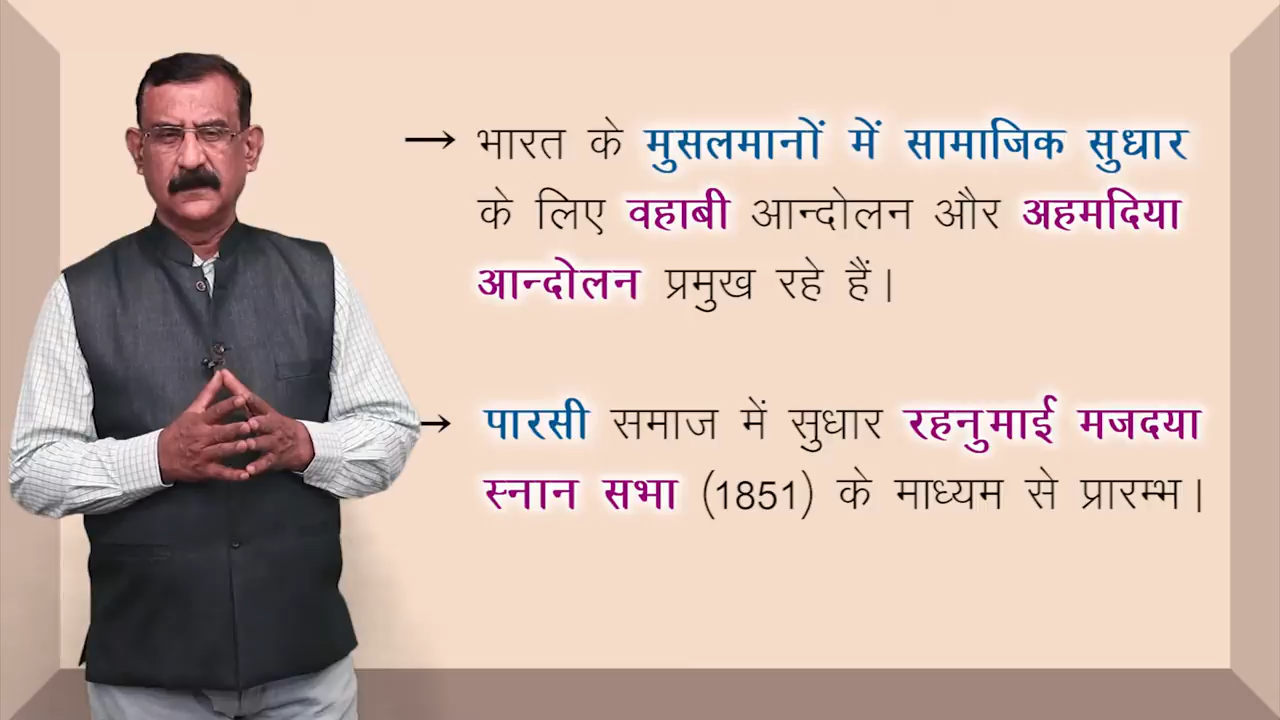 → भारत के मुसलमानों में सामाजिक सुधार
के लिए वहाबी आन्दोलन और अहमदिया
आन्दोलन प्रमुख रहे हैं।
→ पारसी समाज में सुधार रहनुमाई मजदया
स्नान सभा (1851) के माध्यम से प्रारम्भ।